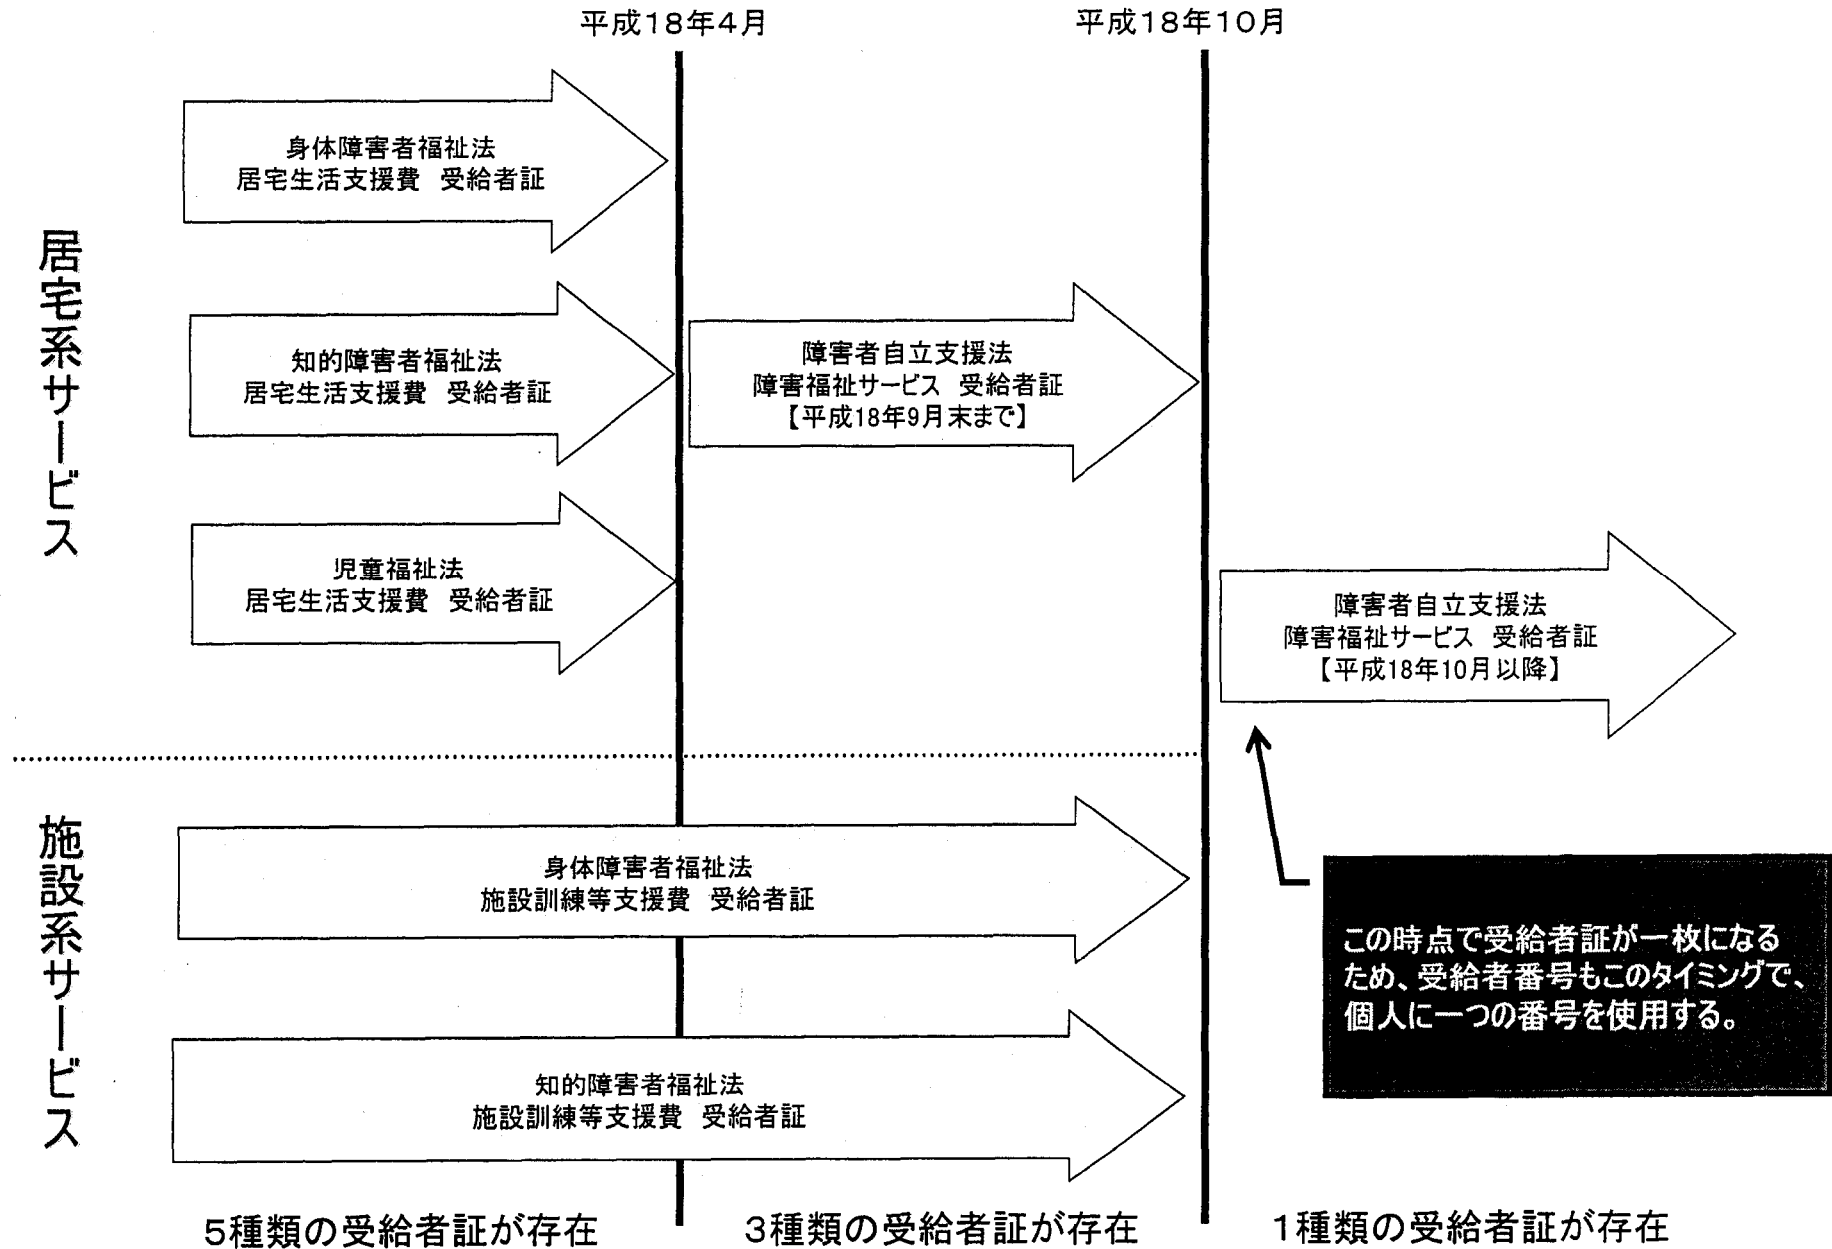 平成18年4月
平成18年10月
居宅系サービス
身体障害者福祉法
居宅生活支援費 受給者証
知的障害者福祉法
居宅生活支援費 受給者証
児童福祉法
居宅生活支援費 受給者証
障害者自立支援法
障害福祉サービス 受給者証
【平成18年9月末まで】
障害者自立支援法
障害福祉サービス 受給者証
【平成18年10月以降】
施設系サービス
身体障害者福祉法
施設訓練等支援費 受給者証
知的障害者福祉法
施設訓練等支援費 受給者証
この時点で受給者証が一枚になる
ため、受給者番号もこのタイミングで、
個人に一つの番号を使用する。
5種類の受給者証が存在
3種類の受給者証が存在
1種類の受給者証が存在